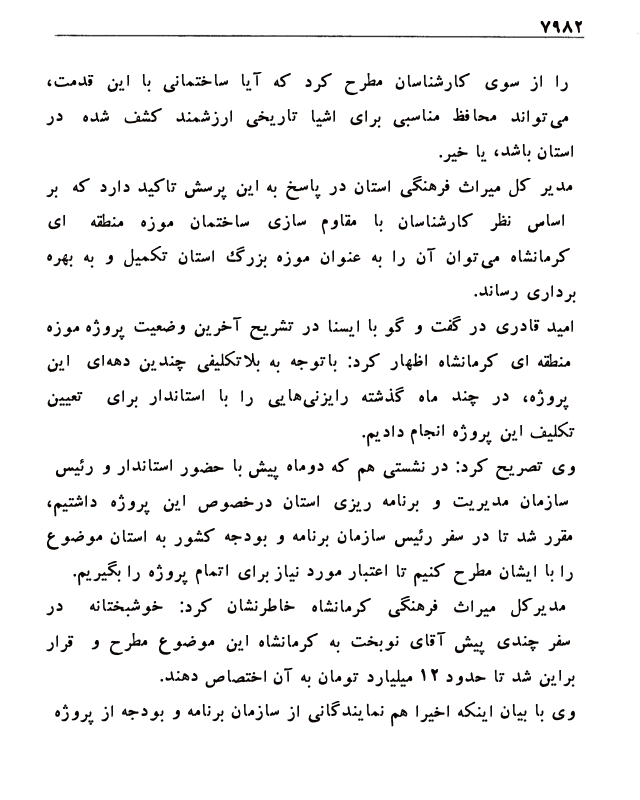 ۷۹۸۲
را از سوی کارشناسان مطرح کرد که آیا ساختمانی با این قدمت،
می‌تواند محافظ مناسبی برای اشیا تاریخی ارزشمند کشف شده در
استان باشد، یا خیر.
مدیر کل میراث فرهنگی استان در پاسخ به این پرسش تاکید دارد که بر
اساس نظر کارشناسان با مقاوم سازی ساختمان موزه منطقه ای
کرمانشاه می‌توان آن را به عنوان موزه بزرگ استان تکمیل و به بهره
برداری رساند.
امید قادری در گفت و گو با ایسنا در تشریح آخرین وضعیت پروژه موزه
منطقه ای کرمانشاه اظهار کرد: باتوجه به بلاتکلیفی چندین دهه‌ای این
پروژه، در چند ماه گذشته رایزنی‌هایی را با استاندار برای تعیین
تکلیف این پروژه انجام دادیم.
وی تصریح کرد: در نشستی هم که دوماه پیش با حضور استاندار و رئیس
سازمان مدیریت و برنامه ریزی استان درخصوص این پروژه داشتیم،
مقرر شد تا در سفر رئیس سازمان برنامه و بودجه کشور به استان موضوع
را با ایشان مطرح کنیم تا اعتبار مورد نیاز برای اتمام پروژه را بگیریم.
مدیرکل میراث فرهنگی کرمانشاه خاطرنشان کرد: خوشبختانه در
سفر چندی پیش آقای نوبخت به کرمانشاه این موضوع مطرح و قرار
براین شد تا حدود ۱۲ میلیارد تومان به آن اختصاص دهند.
وی با بیان اینکه اخیرا هم نمایندگانی از سازمان برنامه و بودجه از پروژه